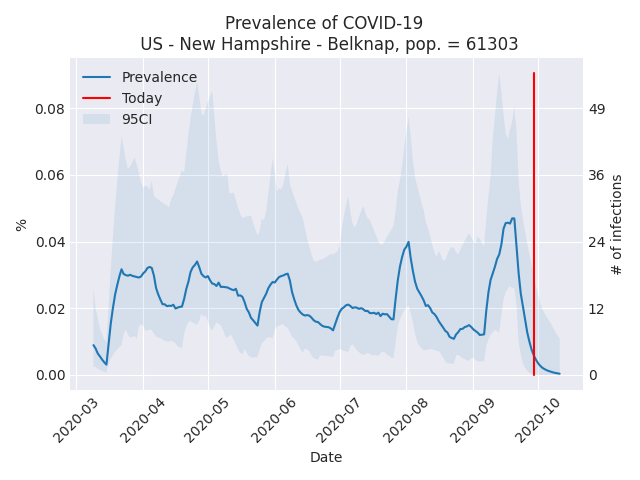 Prevalence of COVID-19
US - New Hampshire - Belknap, pop. = 61303
Prevalence
Today
95CI
0.08
0.06
0.04
0.02
0.00
%
49
36
24
12
0
# of infections
2020-03
2020-04
2020-05
2020-06
2020-07
2020-08
2020-09
2020-10
Date